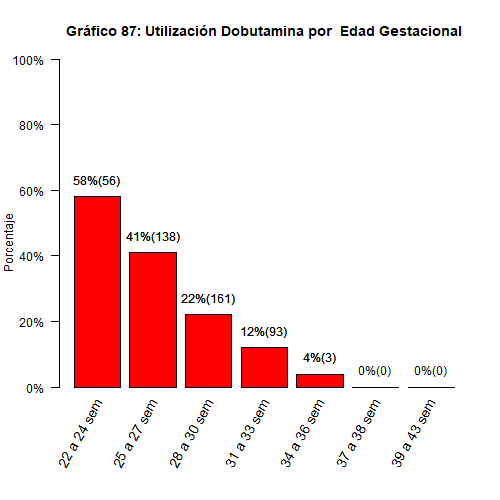 Gráfico 87: Utilización Dobutamina por  Edad Gestacional
100%
80%
60%
40%
20%
0%
Porcentaje
58%(56)
41%(138)
22%(161)
12%(93)
4%(3)
0%(0)
0%(0)
22 a 24 sem
25 a 27 sem
28 a 30 sem
31 a 33 sem
34 a 36 sem
37 a 38 sem
39 a 43 sem